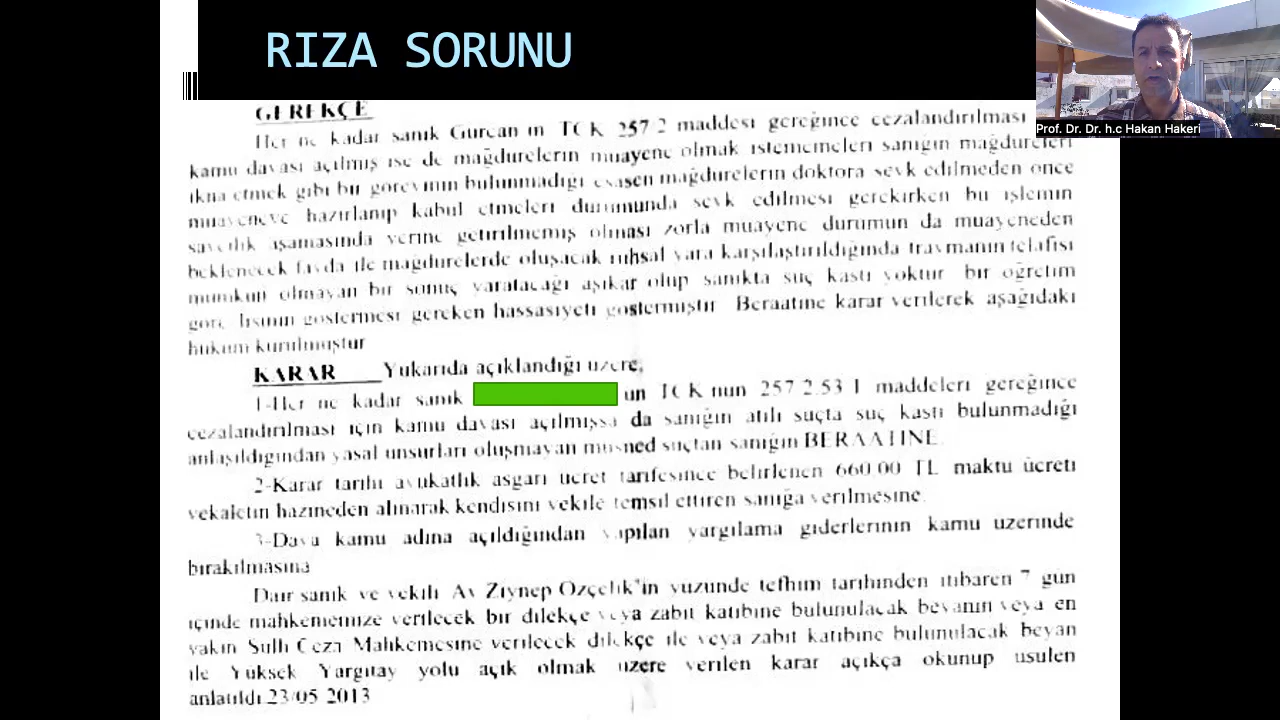 RIZA SORUNU
Prof. Dr. Dr. h.c Hakan Hakeri
GEREKÇE
Her ne kadar sanık Gürcan ın TCK 257/2 maddesi gereğince cezalandırılması
kamu davası açılmış ise de mağdurelerin muayene olmak istememeleri sanığın mağdureleri
ikna etmek gibi bir görevinin bulunmadığı esasen mağdurelerin doktora sevk edilmeden önce
muayeneye hazırlanıp kabul etmeleri durumunda sevk edilmesi gerekirken bu işlemin
savcılık aşamasında yerine getirilmemiş olması zorla muayene durumun da muayeneden
beklenecek fayda ile mağdurelerde oluşacak ruhsal yara karşılaştırıldığında travmanın telafisi
mümkün olmayan bir sonuç yaratacağı aşikar olup sanıkta suç kastı yoktur bir öğretim
görevlisinin göstermesi gereken hassasiyeti göstermiştir Beraatine karar verilerek aşağıdaki
hüküm kurulmuştur
KARAR Yukarıda açıklandığı üzere,
1-Her ne kadar sanık un TCK nun 257/2.53/1 maddeleri gereğince
cezalandırılması için kamu davası açılmışsa da sanığın atılı suçta suç kastı bulunmadığı
anlaşıldığından yasal unsurları oluşmayan müsned suçtan sanığın BERAATINE.
2-Karar tarihi avukatlık asgari ücret tarifesince belirlenen 660.00 TL maktu ücreti
vekaletin hazineden alınarak kendisini vekile temsil ettiren sanığa verilmesine.
3-Dava kamu adına açıldığından yapılan yargılama giderlerinin kamu üzerinde
bırakılmasına
Dair sanık ve vekili Av Ziynep Özçelik'in yüzünde tefhim tarihinden itibaren 7 gün
içinde mahkememize verilecek bir dilekçe veya zabıt katibine bulunulacak beyanın veya en
yakın Sulh Ceza Mahkemesine verilecek dilekçe ile veya zabıt katibine bulunulacak beyan
ile Yüksek Yargıtay yolu açık olmak üzere verilen karar açıkça okunup usulen
anlatıldı.23/05/2013